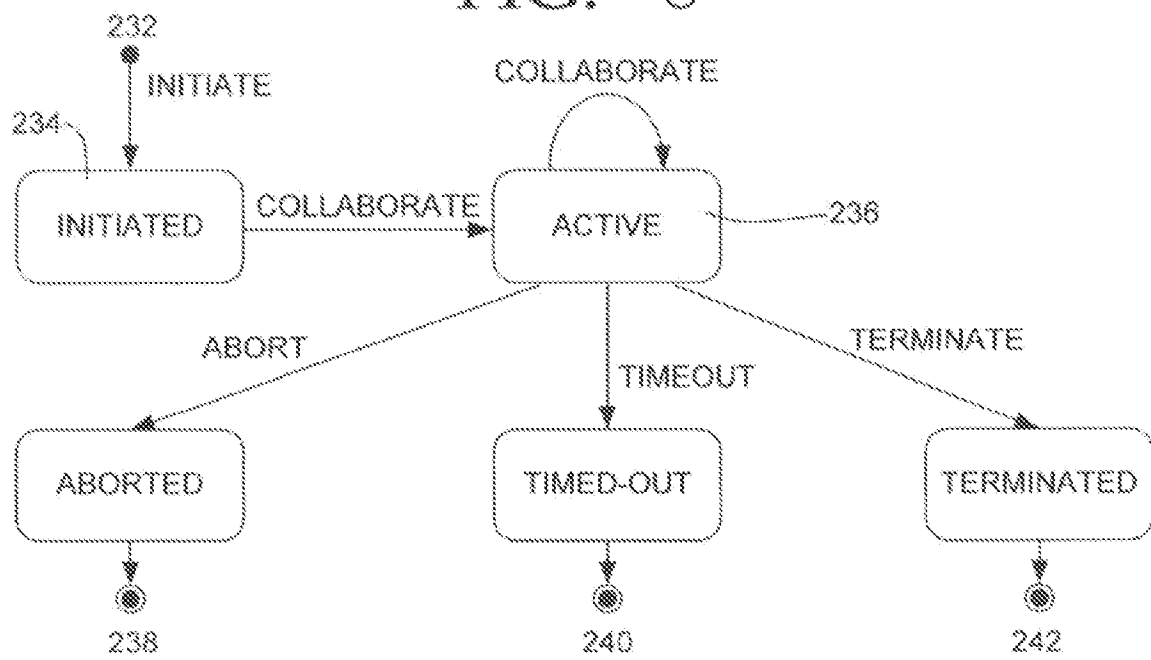 232
INITIATE
COLLABORATE
234
INITIATED
COLLABORATE
ACTIVE
236
ABORT
TIMEOUT
TERMINATE
ABORTED
TIMED-OUT
TERMINATED
238
240
242